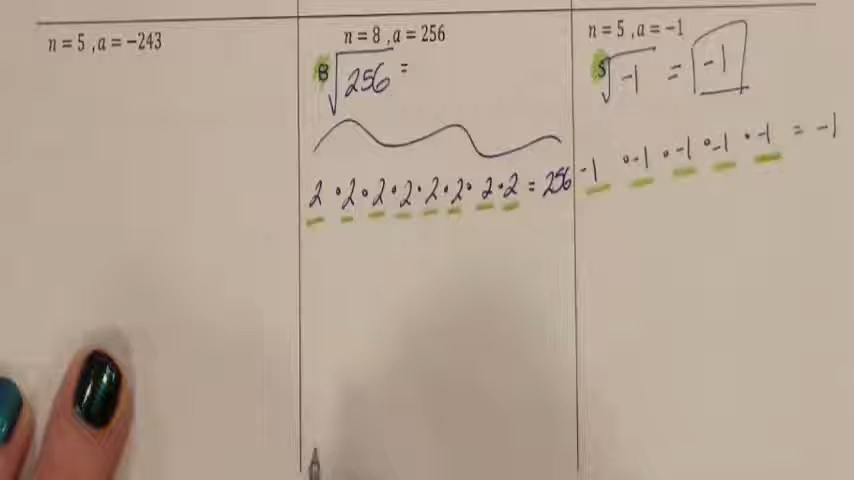 n = 5 , a = −243
n = 8 , a = 256
8√256 =
2 · 2 · 2 · 2 · 2 · 2 · 2 · 2 = 256
n = 5 , a = −1
5√-1 = -1
-1 · -1 · -1 · -1 · -1 = -1